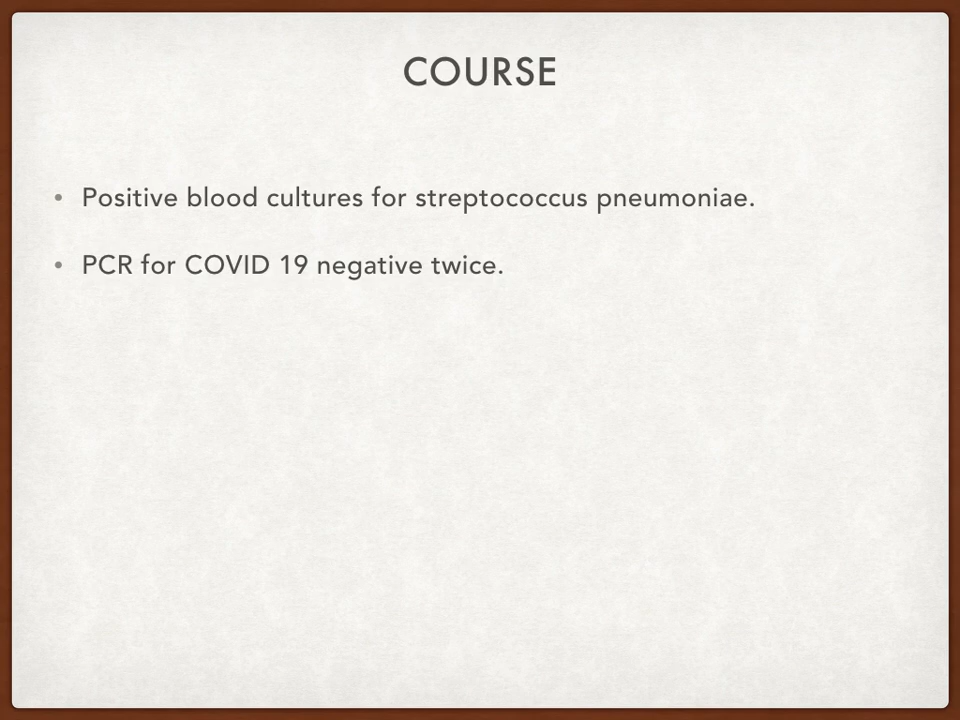 COURSE
• Positive blood cultures for streptococcus pneumoniae.
• PCR for COVID 19 negative twice.